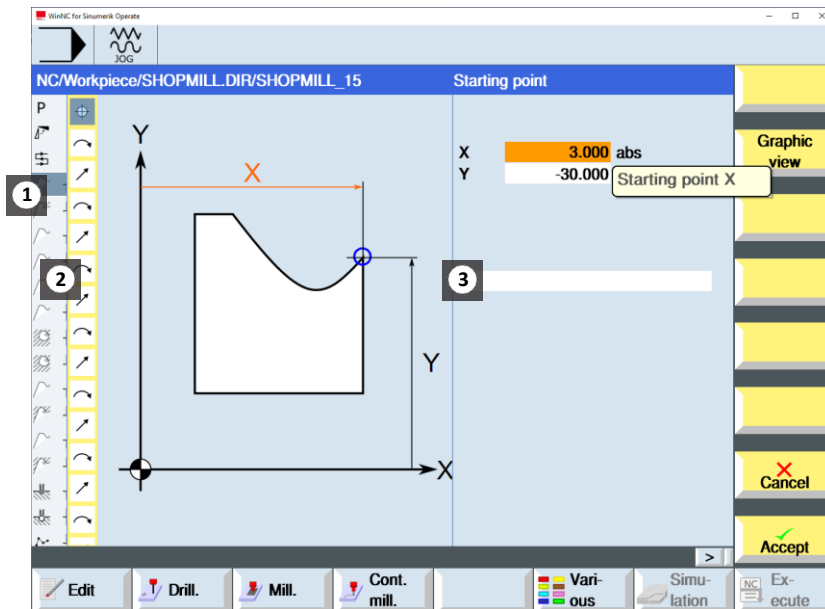 WinNC for Sinumerik Operate
JOG
NC/Workpiece/SHOPMILL.DIR/SHOPMILL_15
Starting point
P
1
2
3
Y
X
Y
X
X 3.000 abs
Y -30.000
Starting point X
Graphic
view
Cancel
Accept
>
Edit
Drill.
Mill.
Cont.
mill.
Vari-
ous
Simu-
lation
NC
Ex-
ecute